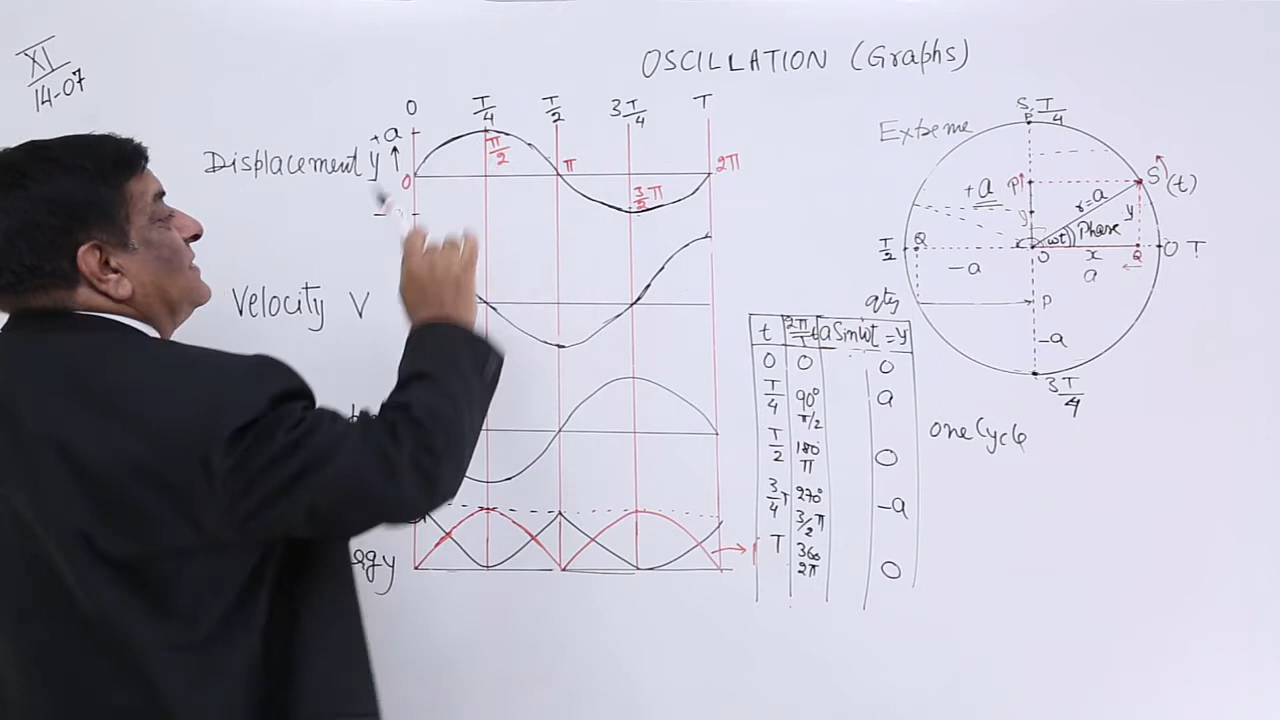 XI
14-07
OSCILLATION (Graphs)
0 T/4 T/2 3T/4 T
+a
Displacement y
0 π/2 π 3/2 π 2π
Velocity V
Extreme
S, P T/4
S (t)
+a
P
r=a
y
ωt Phase
Q
T/2
O
x
Q
O T
-a
a
P
-a
3T/4
qty
t 2π/T t a Sinωt = y
0 0 0
T/4 90° π/2 a
T/2 180° π 0
3/4 T 270° 3/2 π -a
T 360 2π 0
one Cycle